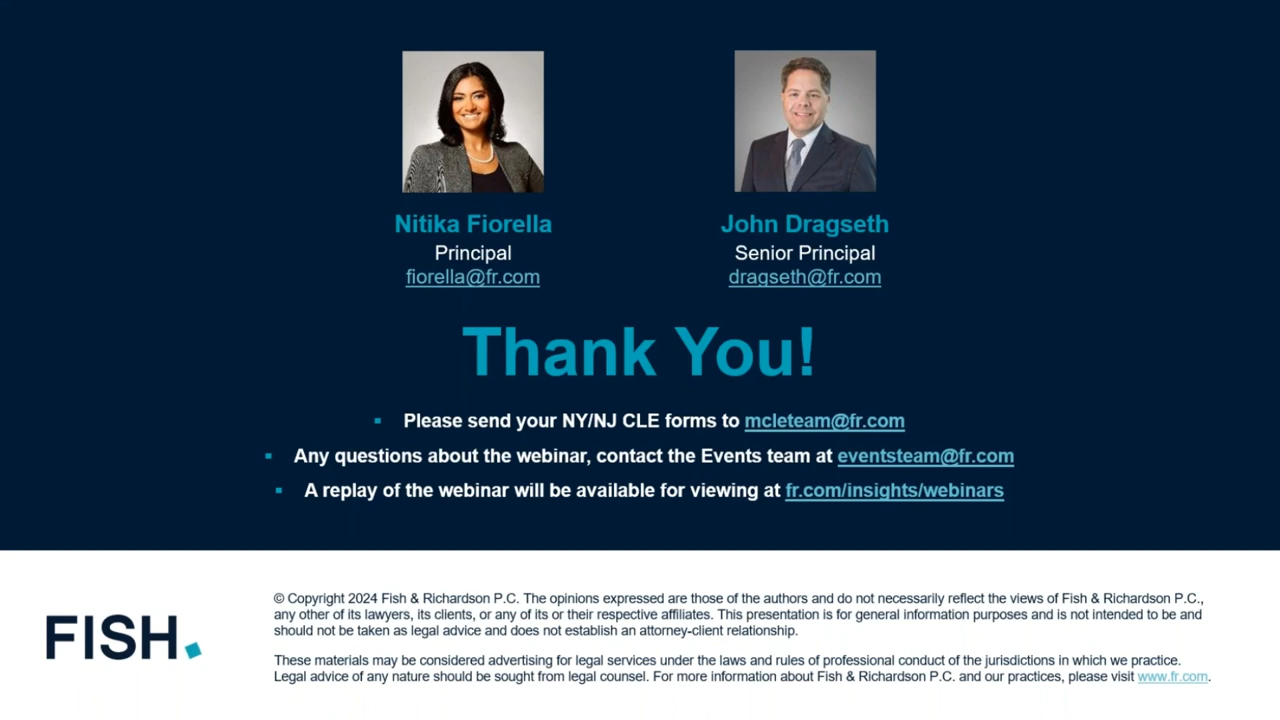 Nitika Fiorella
Principal
fiorella@fr.com
John Dragseth
Senior Principal
dragseth@fr.com
Thank You!
▪ Please send your NY/NJ CLE forms to mcleteam@fr.com
▪ Any questions about the webinar, contact the Events team at eventsteam@fr.com
▪ A replay of the webinar will be available for viewing at fr.com/insights/webinars
FISH.
© Copyright 2024 Fish & Richardson P.C. The opinions expressed are those of the authors and do not necessarily reflect the views of Fish & Richardson P.C.,
any other of its lawyers, its clients, or any of its or their respective affiliates. This presentation is for general information purposes and is not intended to be and
should not be taken as legal advice and does not establish an attorney-client relationship.
These materials may be considered advertising for legal services under the laws and rules of professional conduct of the jurisdictions in which we practice.
Legal advice of any nature should be sought from legal counsel. For more information about Fish & Richardson P.C. and our practices, please visit www.fr.com.